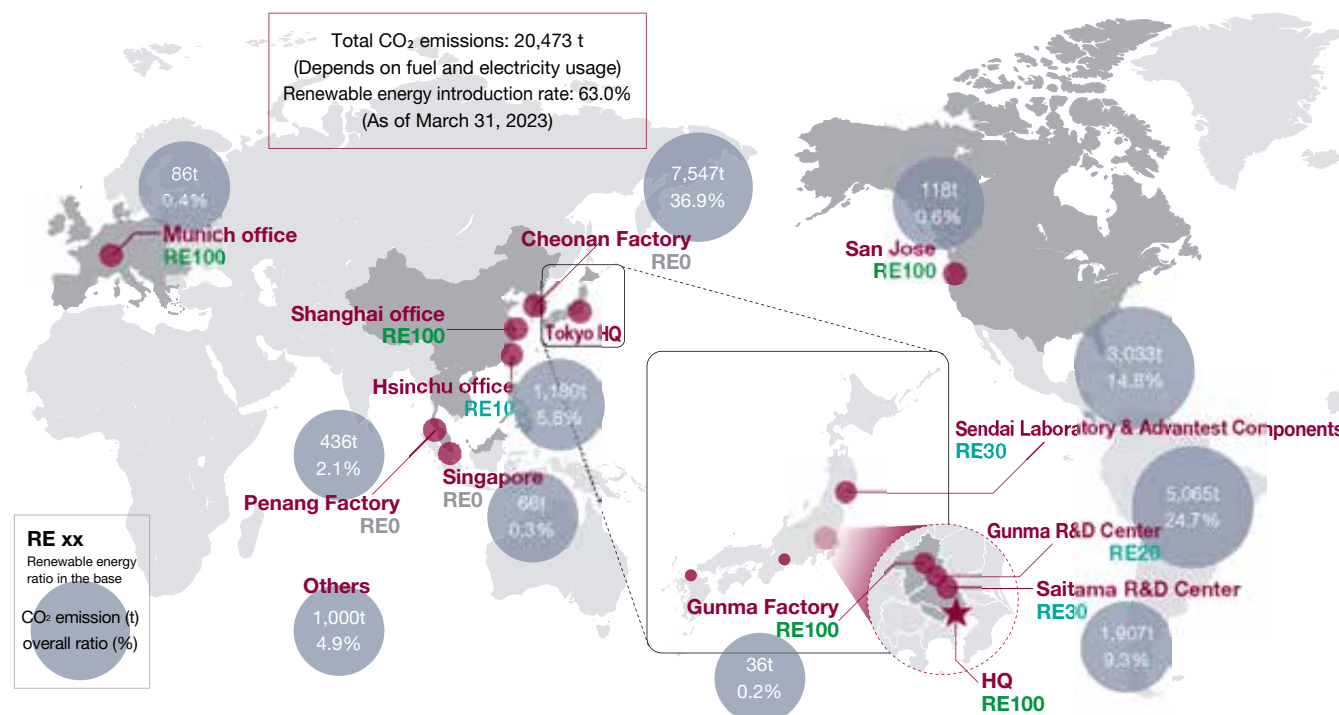 Total CO₂ emissions: 20,473 t
(Depends on fuel and electricity usage)
Renewable energy introduction rate: 63.0%
(As of March 31, 2023)
86t
0.4%
Munich office
RE100
7,547t
36.9%
Cheonan Factory
RE0
118t
0.6%
San Jose
RE100
Shanghai office
RE100
Tokyo HQ
Hsinchu office
RE10
1,180t
5.8%
3,033t
14.8%
Sendai Laboratory & Advantest Components
RE30
436t
2.1%
Penang Factory
RE0
Singapore
RE0
66t
0.3%
5,065t
24.7%
Gunma R&D Center
RE20
Saitama R&D Center
RE30
Gunma Factory
RE100
1,907t
9.3%
36t
0.2%
HQ
RE100
Others
1,000t
4.9%
RE xx
Renewable energy
ratio in the base
CO₂ emission (t)
overall ratio (%)